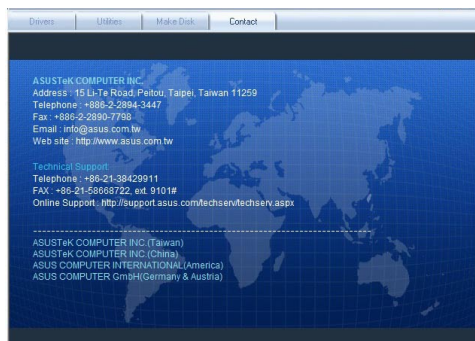 Drivers Utilities Make Disk Contact
ASUSTeK COMPUTER INC.
Address : 15 Li-Te Road, Peitou, Taipei, Taiwan 11259
Telephone : +886-2-2894-3447
Fax : +886-2-2890-7798
Email : info@asus.com.tw
Web site : http://www.asus.com.tw
Technical Support
Telephone : +86-21-38429911
FAX : +86-21-58668722, ext. 9101#
Online Support : http://support.asus.com/techserv/techserv.aspx
-----------------------------------------------------------------------------------
ASUSTeK COMPUTER INC.(Taiwan)
ASUSTeK COMPUTER INC.(China)
ASUS COMPUTER INTERNATIONAL(America)
ASUS COMPUTER GmbH(Germany & Austria)